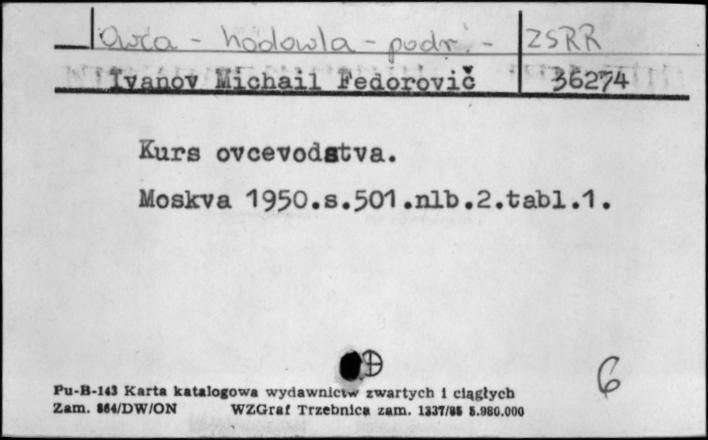 Owca - hodowla - podr. - ZSRR
Ivanov Michail Fedorovič 36274
Kurs ovcevodstva.
Moskva 1950.s.501.nlb.2.tabl.1.
6
Pu-B-143 Karta katalogowa wydawnictw zwartych i ciągłych
Zam. 864/DW/ON WZGraf Trzebnica zam. 1337/85 5.980.000